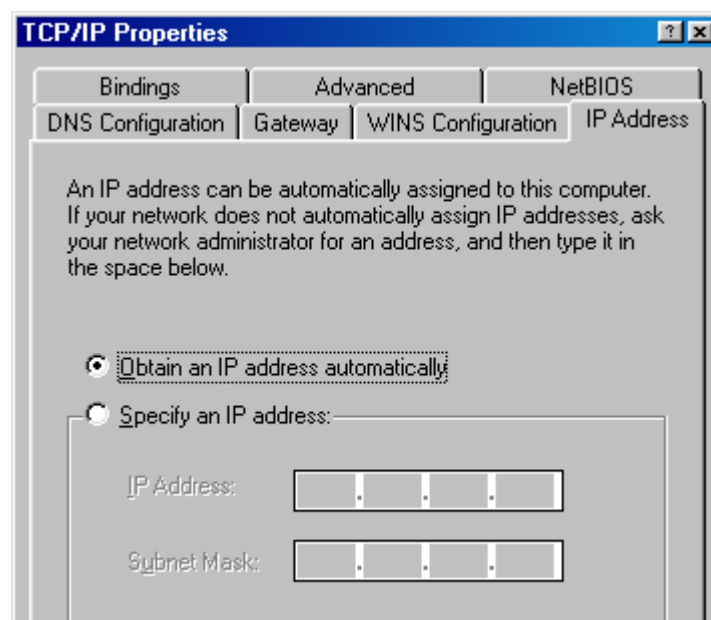 TCP/IP Properties
Bindings Advanced NetBIOS
DNS Configuration Gateway WINS Configuration IP Address
An IP address can be automatically assigned to this computer.
If your network does not automatically assign IP addresses, ask
your network administrator for an address, and then type it in
the space below.
Obtain an IP address automatically
Specify an IP address:
IP Address:
Subnet Mask: